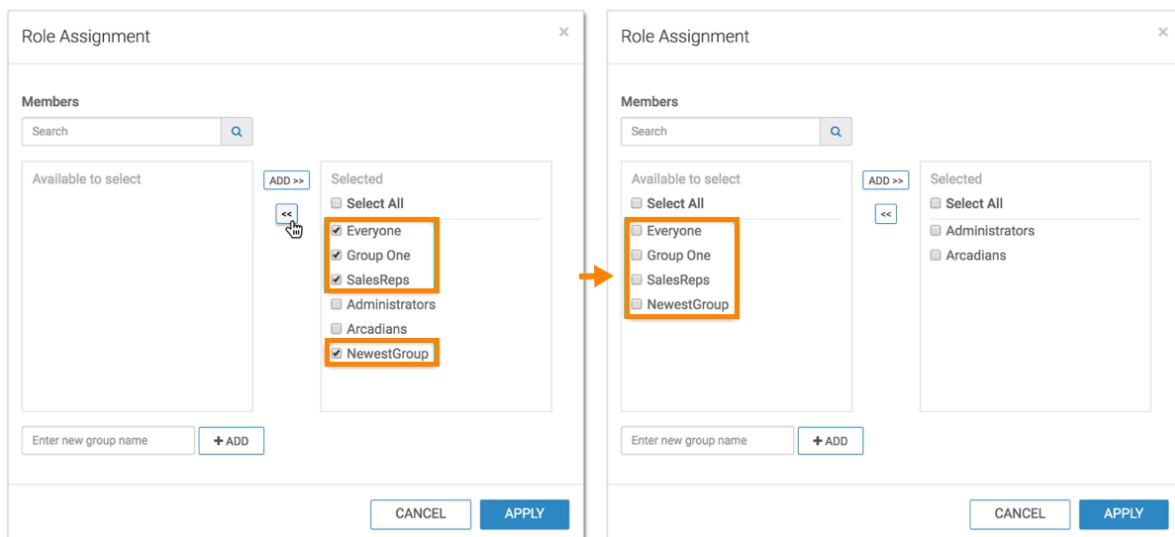 Role Assignment
×
Members
Search
Available to select
ADD >>
<<
Selected
Select All
Everyone
Group One
SalesReps
Administrators
Arcadians
NewestGroup
Enter new group name
+ ADD
CANCEL
APPLY
Role Assignment
×
Members
Search
Available to select
Select All
Everyone
Group One
SalesReps
NewestGroup
ADD >>
<<
Selected
Select All
Administrators
Arcadians
Enter new group name
+ ADD
CANCEL
APPLY